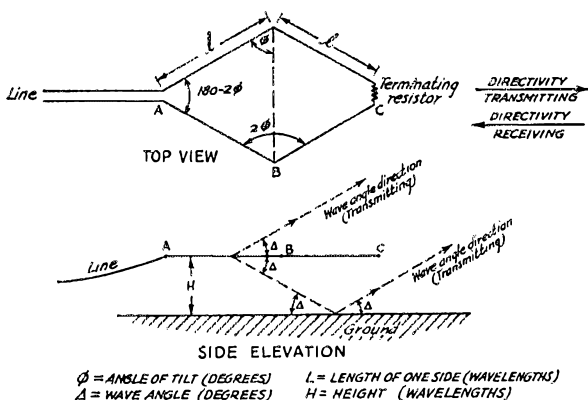 l
l
φ
Line
A
180-2φ
Terminating
resistor
C
DIRECTIVITY
TRANSMITTING
DIRECTIVITY
RECEIVING
2φ
TOP VIEW
B
Wave angle direction
(Transmitting)
A
Δ
B
C
Line
H
Δ
Wave angle direction
(Transmitting)
Δ
Δ
Ground
SIDE ELEVATION
φ = ANGLE OF TILT (DEGREES)
l = LENGTH OF ONE SIDE (WAVELENGTHS)
Δ = WAVE ANGLE (DEGREES)
H = HEIGHT (WAVELENGTHS)